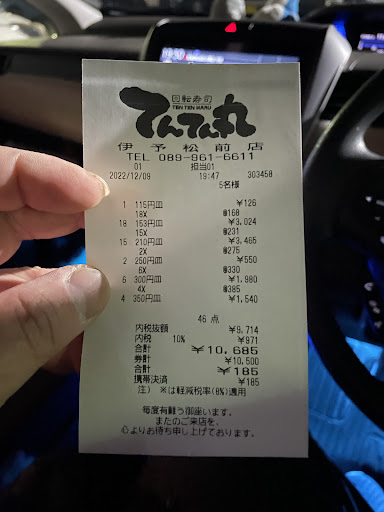 回転寿司
TEN TEN MARU
てんてん丸
伊予松前店
TEL 089-961-6611
01 担当01
2022/12/09 19:47 303458
5名様
1 115円皿 ¥126
18X @168
18 153円皿 ¥3,024
15X @231
15 210円皿 ¥3,465
2X @275
2 250円皿 ¥550
6X @330
6 300円皿 ¥1,980
4X @385
4 350円皿 ¥1,540
46 点
内税抜額 ¥9,714
内税 10% ¥971
合計 ¥10,685
券計 ¥10,500
合計 ¥185
携帯決済 ¥185
注) ※は軽減税率(8%)適用
毎度有難う御座います。
またのご来店を、
心よりお待ち申し上げております。